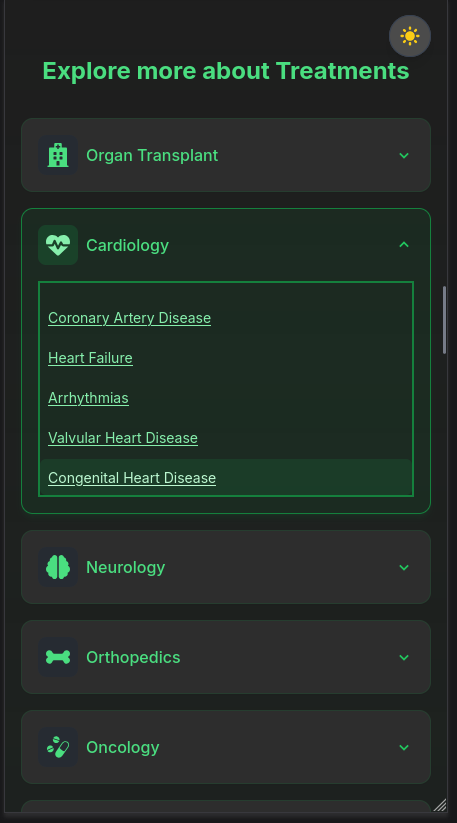 Explore more about Treatments
Organ Transplant
Cardiology
Coronary Artery Disease
Heart Failure
Arrhythmias
Valvular Heart Disease
Congenital Heart Disease
Neurology
Orthopedics
Oncology